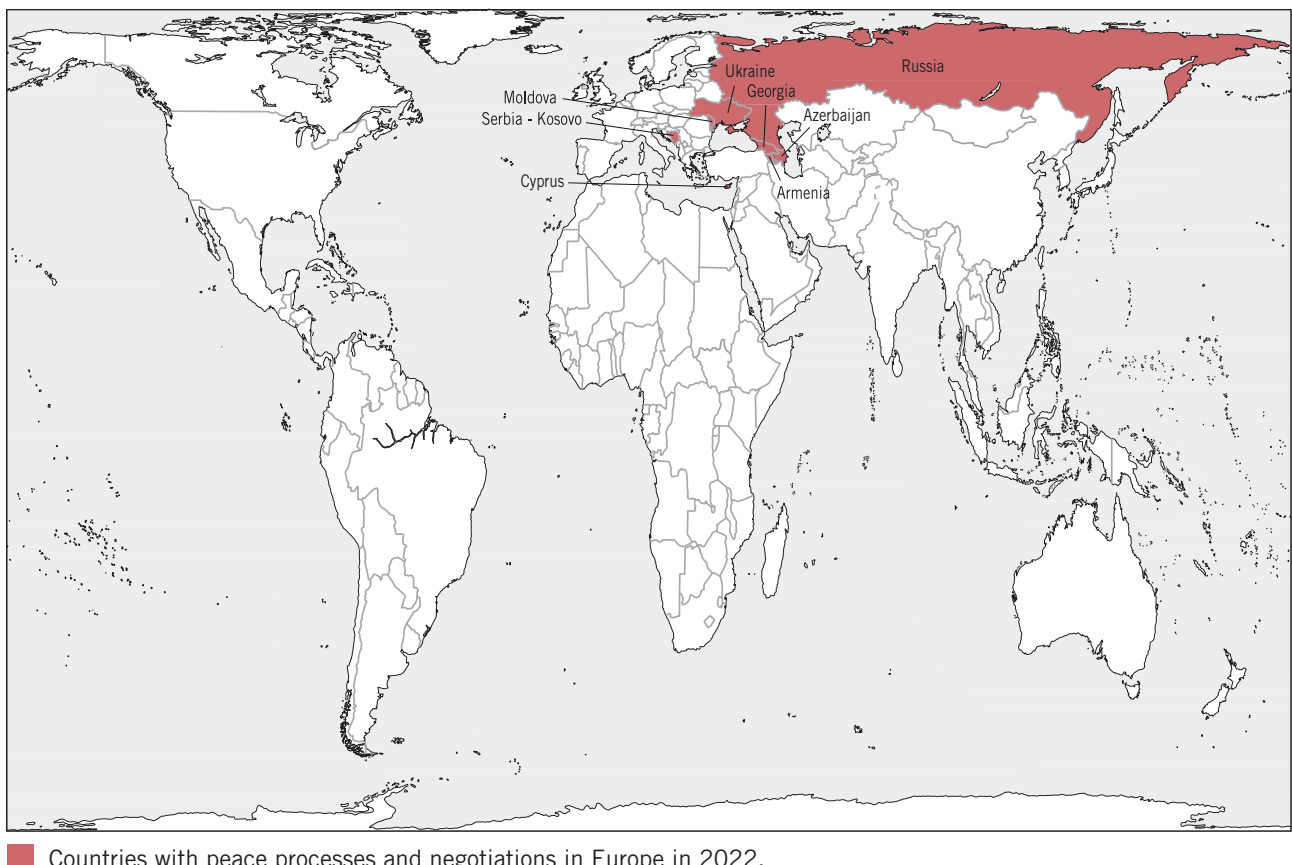 Ukraine
Russia
Georgia
Moldova
Serbia - Kosovo
Azerbaijan
Cyprus
Armenia
Countries with peace processes and negotiations in Europe in 2022.